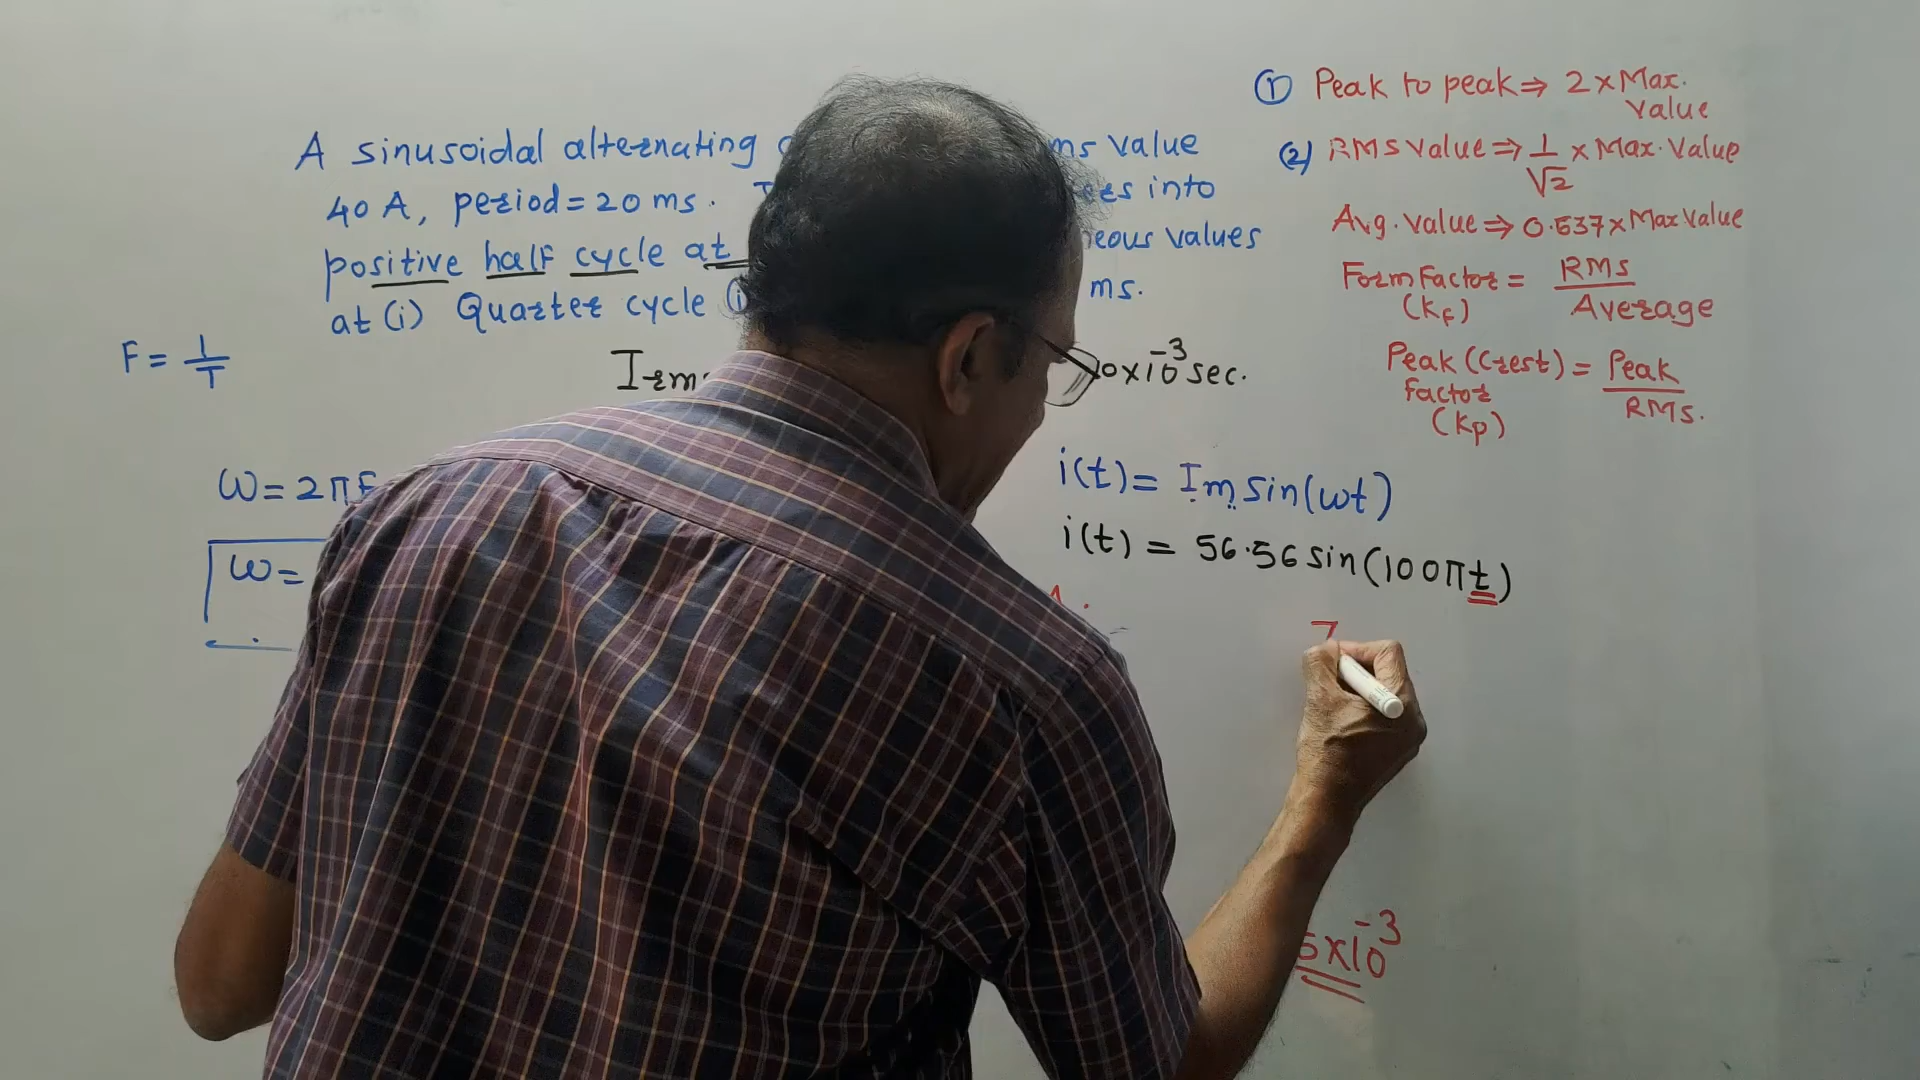 A sinusoidal alternating
ms value
40 A, period = 20 ms.
into
positive half cycle at
eous values
at (i) Quarter cycle
ms.
F = 1/T
Irms
0×10⁻³ sec.
ω = 2πF
ω =
i(t) = Im sin(ωt)
i(t) = 56.56 sin(100πt)
5×10⁻³
① Peak to peak ⇒ 2 × Max. Value
(2) RMS Value ⇒ 1/√2 × Max. Value
Avg. Value ⇒ 0.637 × Max Value
Form Factor (KF) = RMS/Average
Peak (Crest) factor (Kp) = Peak/RMS.